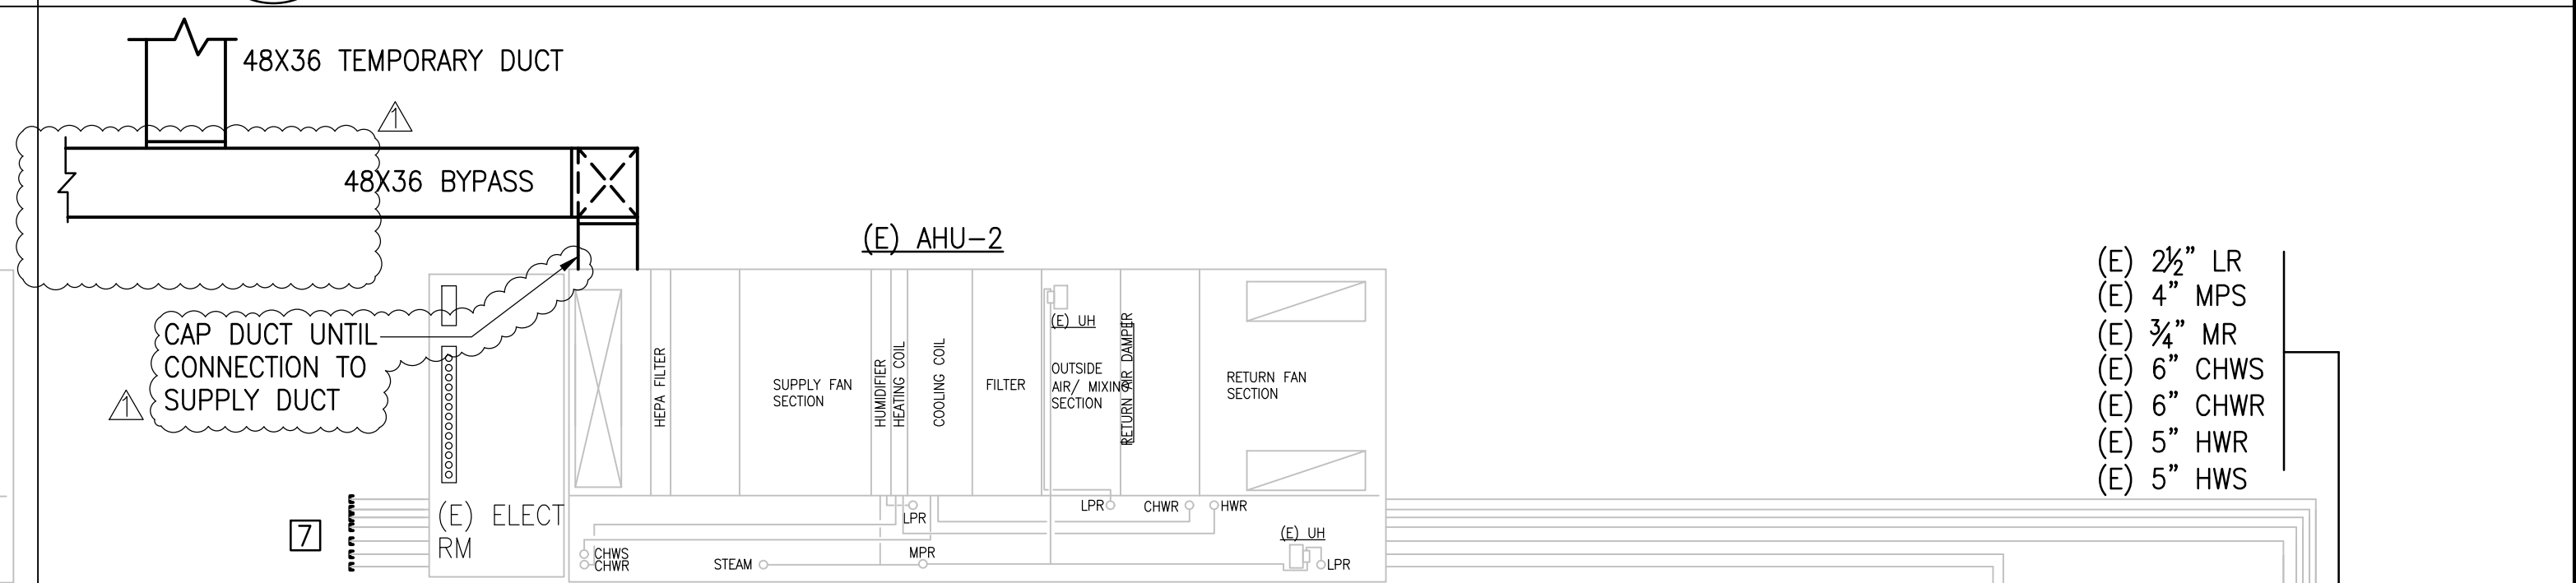 48X36 TEMPORARY DUCT
1
48X36 BYPASS
(E) AHU-2
CAP DUCT UNTIL
CONNECTION TO
SUPPLY DUCT
1
HEPA FILTER
SUPPLY FAN
SECTION
HUMIDIFIER
HEATING COIL
COOLING COIL
FILTER
(E) UH
OUTSIDE
AIR/ MIXING
SECTION
RETURN AIR DAMPER
RETURN FAN
SECTION
(E) 2½" LR
(E) 4" MPS
(E) ¾" MR
(E) 6" CHWS
(E) 6" CHWR
(E) 5" HWR
(E) 5" HWS
7
(E) ELECT
RM
LPR
LPR
CHWR
HWR
CHWS
CHWR
STEAM
MPR
(E) UH
LPR